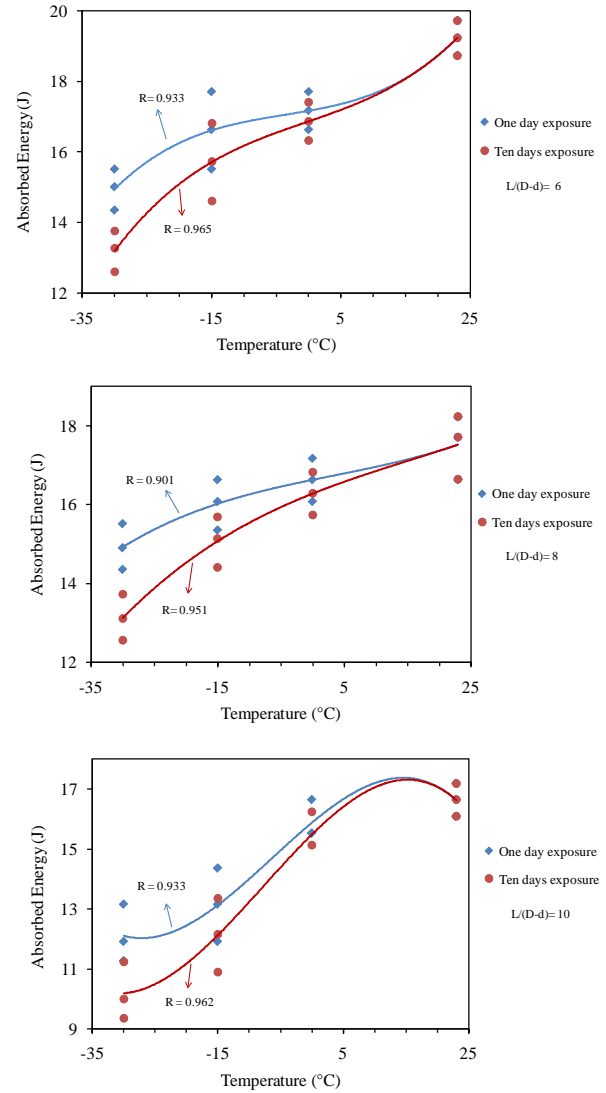 20
18
16
14
12
Absorbed Energy (J)
R= 0.933
R = 0.965
-35
-15
5
25
Temperature (°C)
One day exposure
Ten days exposure
L/(D-d)= 6
18
16
14
12
Absorbed Energy (J)
R= 0.901
R= 0.951
-35
-15
5
25
Temperature (°C)
One day exposure
Ten days exposure
L/(D-d)= 8
17
15
13
11
9
Absorbed Energy (J)
R= 0.933
R = 0.962
-35
-15
5
25
Temperature (°C)
One day exposure
Ten days exposure
L/(D-d)= 10